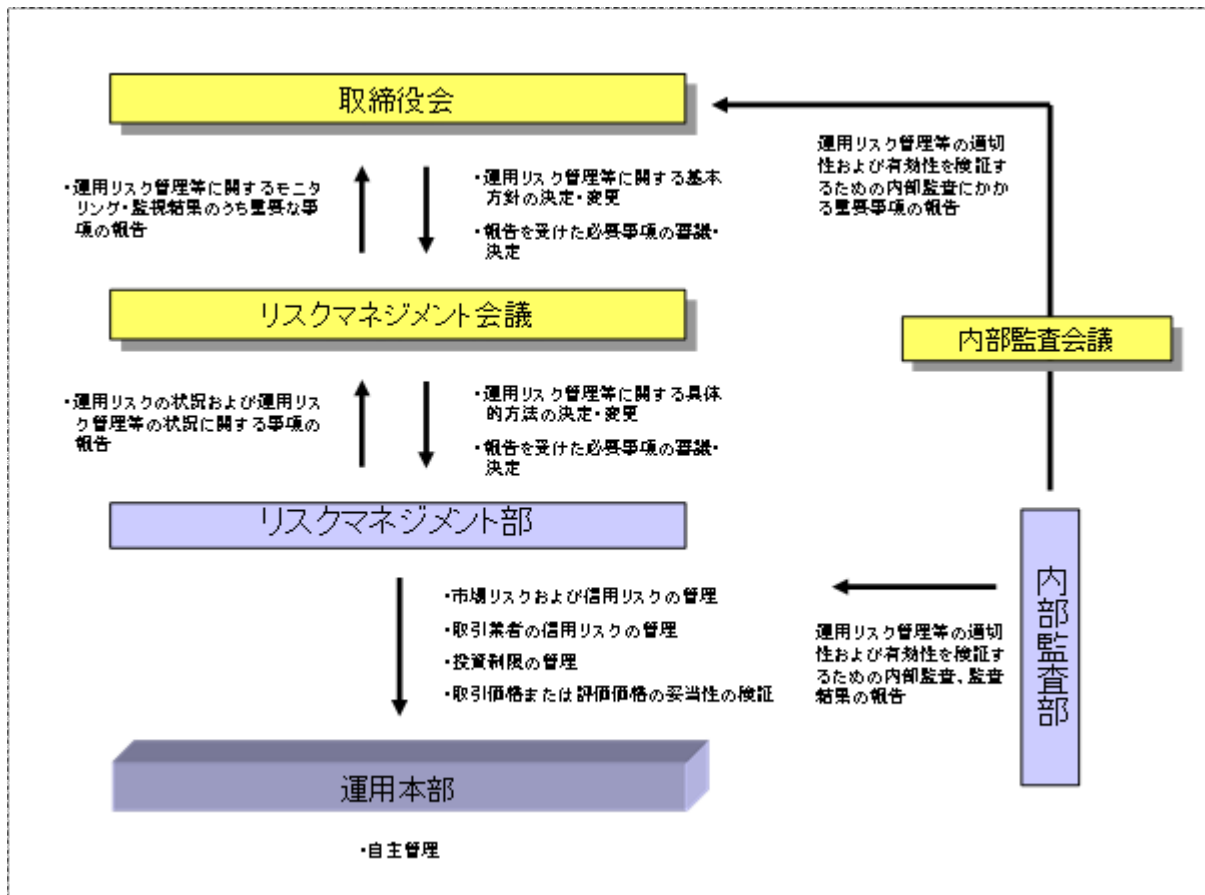 取締役会
・運用リスク管理等に関するモニ
タリング・監視結果のうち重要な事
項の報告
・運用リスク管理等に関する基本
方針の決定・変更
・報告を受けた必要事項の審議・
決定
運用リスク管理等の適切
性および有効性を検証す
るための内部監査にかか
る重要事項の報告
リスクマネジメント会議
内部監査会議
・運用リスクの状況および運用リス
ク管理等の状況に関する事項の
報告
・運用リスク管理等に関する具体
的方法の決定・変更
・報告を受けた必要事項の審議・
決定
リスクマネジメント部
・市場リスクおよび信用リスクの管理
・取引業者の信用リスクの管理
・投資制限の管理
・取引価格または評価価格の妥当性の検証
運用リスク管理等の適切
性および有効性を検証す
るための内部監査、監査
結果の報告
内部監査部
運用本部
・自主管理